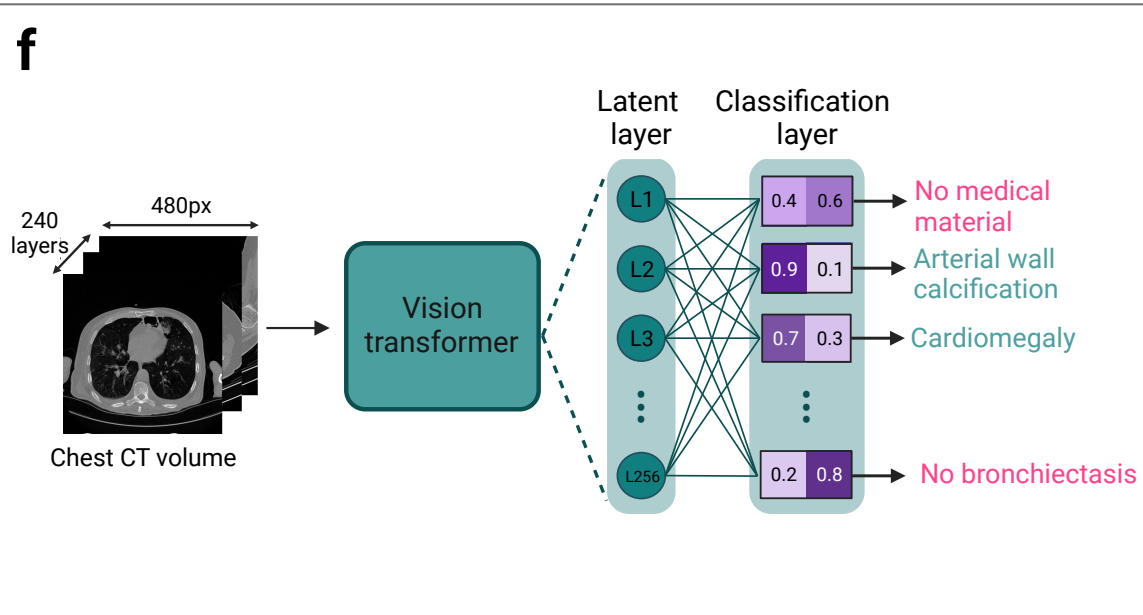 f
Latent
layer
Classification
layer
240
layers
480px
Chest CT volume
Vision
transformer
L1
L2
L3
L256
0.4 0.6
0.9 0.1
0.7 0.3
0.2 0.8
No medical
material
Arterial wall
calcification
Cardiomegaly
No bronchiectasis